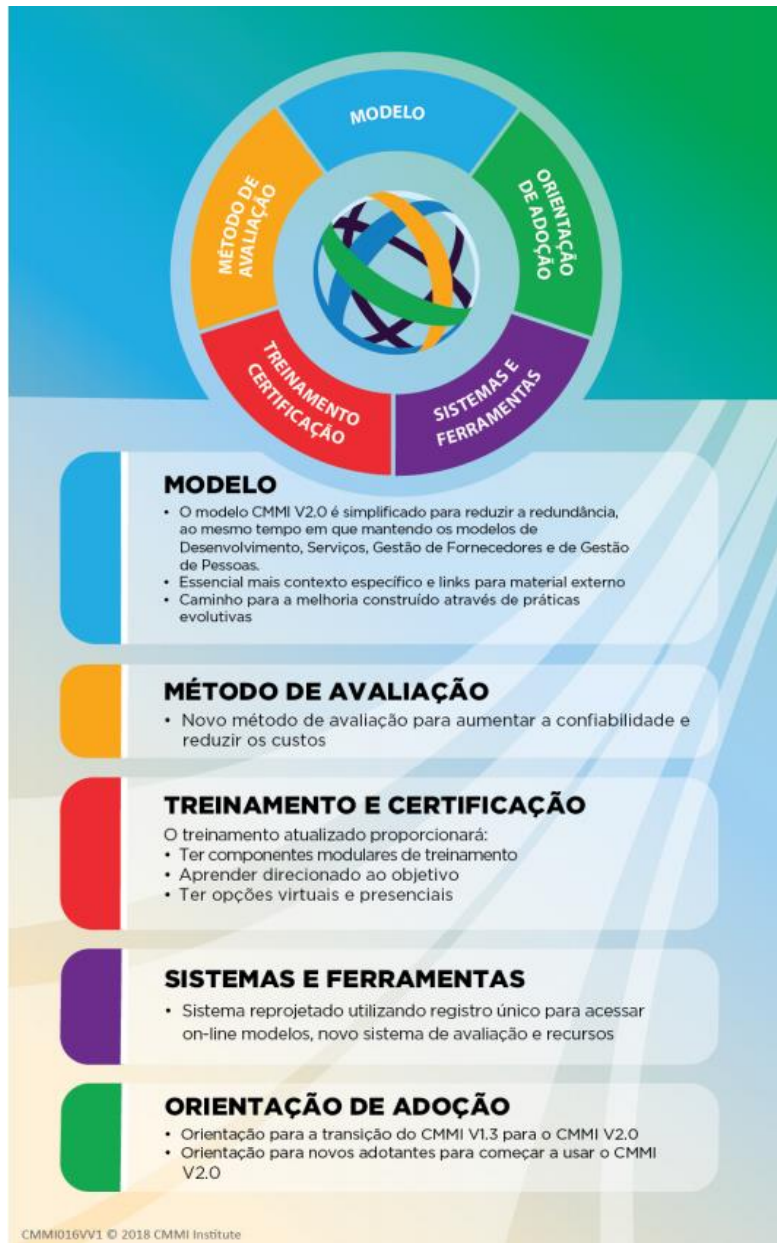 MODELO
ORIENTAÇÃO
DE ADOÇÃO
SISTEMAS E
FERRAMENTAS
TREINAMENTO
CERTIFICAÇÃO
MÉTODO DE
AVALIAÇÃO
MODELO
• O modelo CMMI V2.0 é simplificado para reduzir a redundância,
ao mesmo tempo em que mantendo os modelos de
Desenvolvimento, Serviços, Gestão de Fornecedores e de Gestão
de Pessoas.
• Essencial mais contexto específico e links para material externo
• Caminho para a melhoria construído através de práticas
evolutivas
MÉTODO DE AVALIAÇÃO
• Novo método de avaliação para aumentar a confiabilidade e
reduzir os custos
TREINAMENTO E CERTIFICAÇÃO
O treinamento atualizado proporcionará:
• Ter componentes modulares de treinamento
• Aprender direcionado ao objetivo
• Ter opções virtuais e presenciais
SISTEMAS E FERRAMENTAS
• Sistema reprojetado utilizando registro único para acessar
on-line modelos, novo sistema de avaliação e recursos
ORIENTAÇÃO DE ADOÇÃO
• Orientação para a transição do CMMI V1.3 para o CMMI V2.0
• Orientação para novos adotantes para começar a usar o CMMI
V2.0
CMMI016VV1 © 2018 CMMI Institute